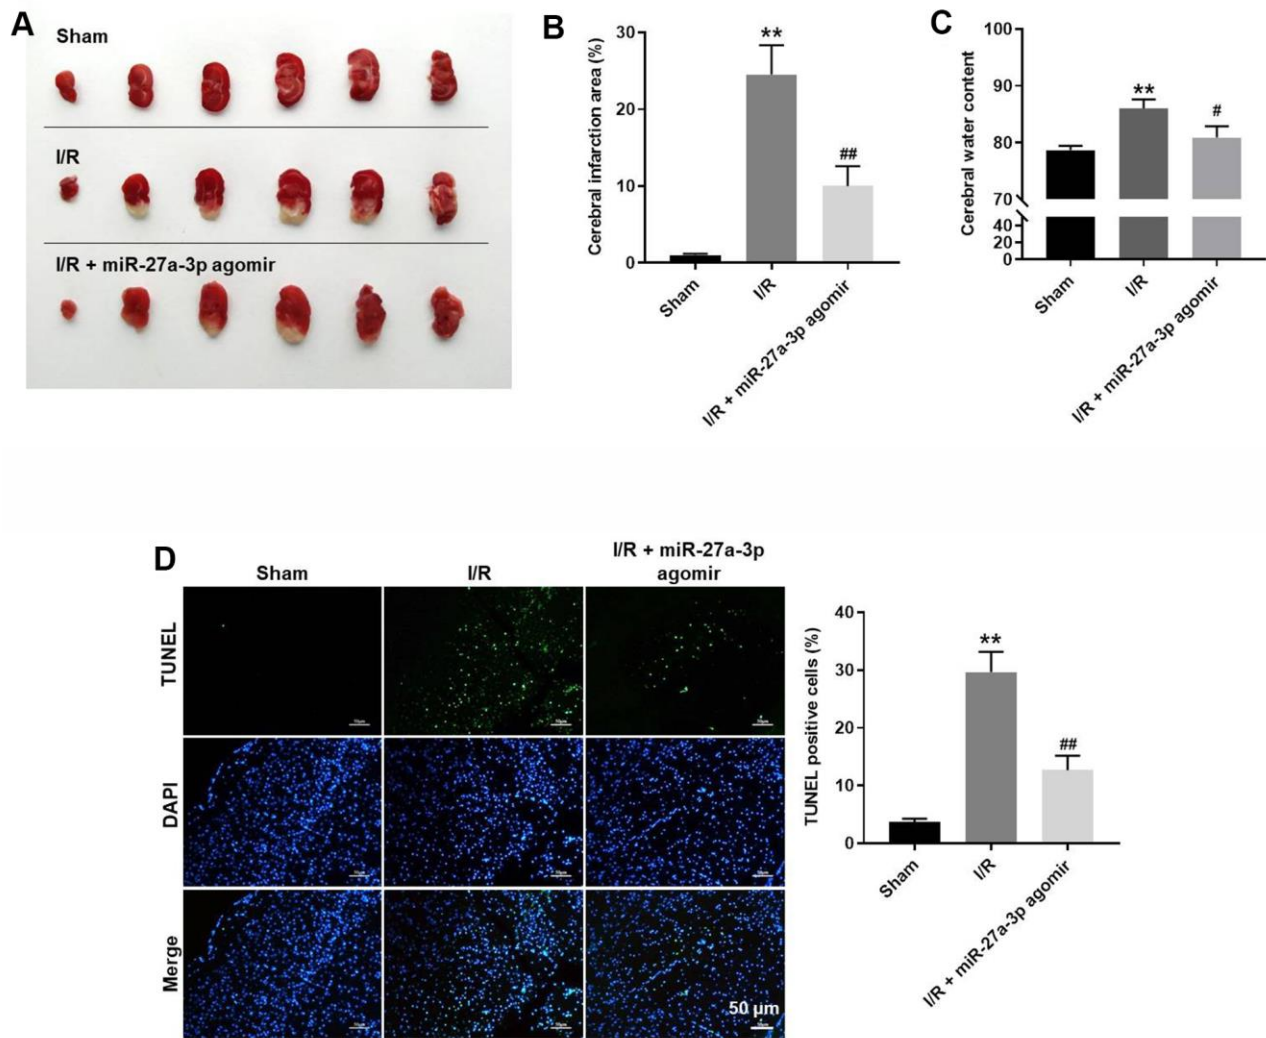 A
Sham
I/R
I/R + miR-27a-3p agomir
B
Cerebral infarction area (%)
30
20
10
0
**
##
Sham
I/R
I/R + miR-27a-3p agomir
C
Cerebral water content
100
90
80
70
40
20
0
**
#
Sham
I/R
I/R + miR-27a-3p agomir
D
Sham
I/R
I/R + miR-27a-3p
agomir
TUNEL
DAPI
Merge
50 μm
TUNEL positive cells (%)
40
30
20
10
0
**
##
Sham
I/R
I/R + miR-27a-3p agomir